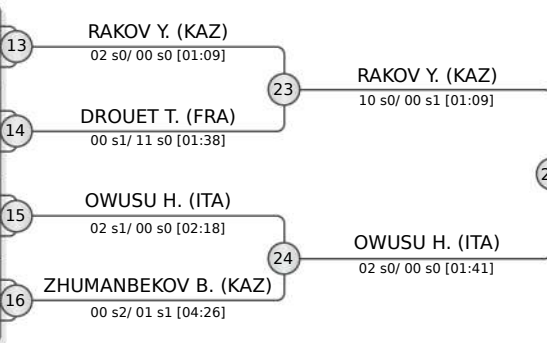 13
RAKOV Y. (KAZ)
02 s0/ 00 s0 [01:09]
23
RAKOV Y. (KAZ)
10 s0/ 00 s1 [01:09]
14
DROUET T. (FRA)
00 s1/ 11 s0 [01:38]
15
OWUSU H. (ITA)
02 s1/ 00 s0 [02:18]
24
OWUSU H. (ITA)
02 s0/ 00 s0 [01:41]
16
ZHUMANBEKOV B. (KAZ)
00 s2/ 01 s1 [04:26]